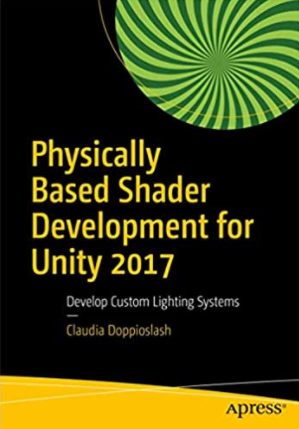 Physically
Based Shader
Development for
Unity 2017
Develop Custom Lighting Systems
Claudia Doppioslash
Apress®